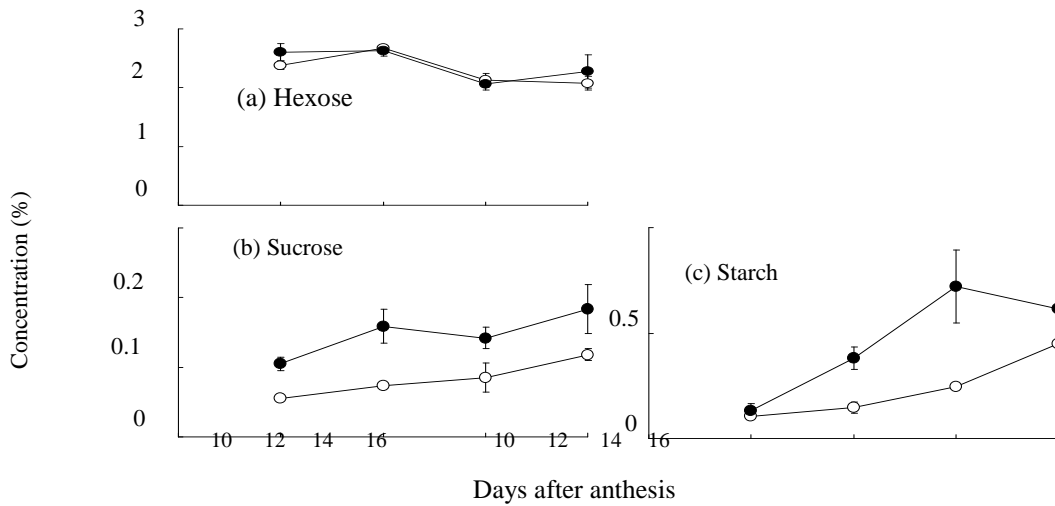 3
2
(a) Hexose
1
0
Concentration (%)
(b) Sucrose
0.2
0.1
0
(c) Starch
0.5
0
10 12 14 16 10 12 14 16
Days after anthesis